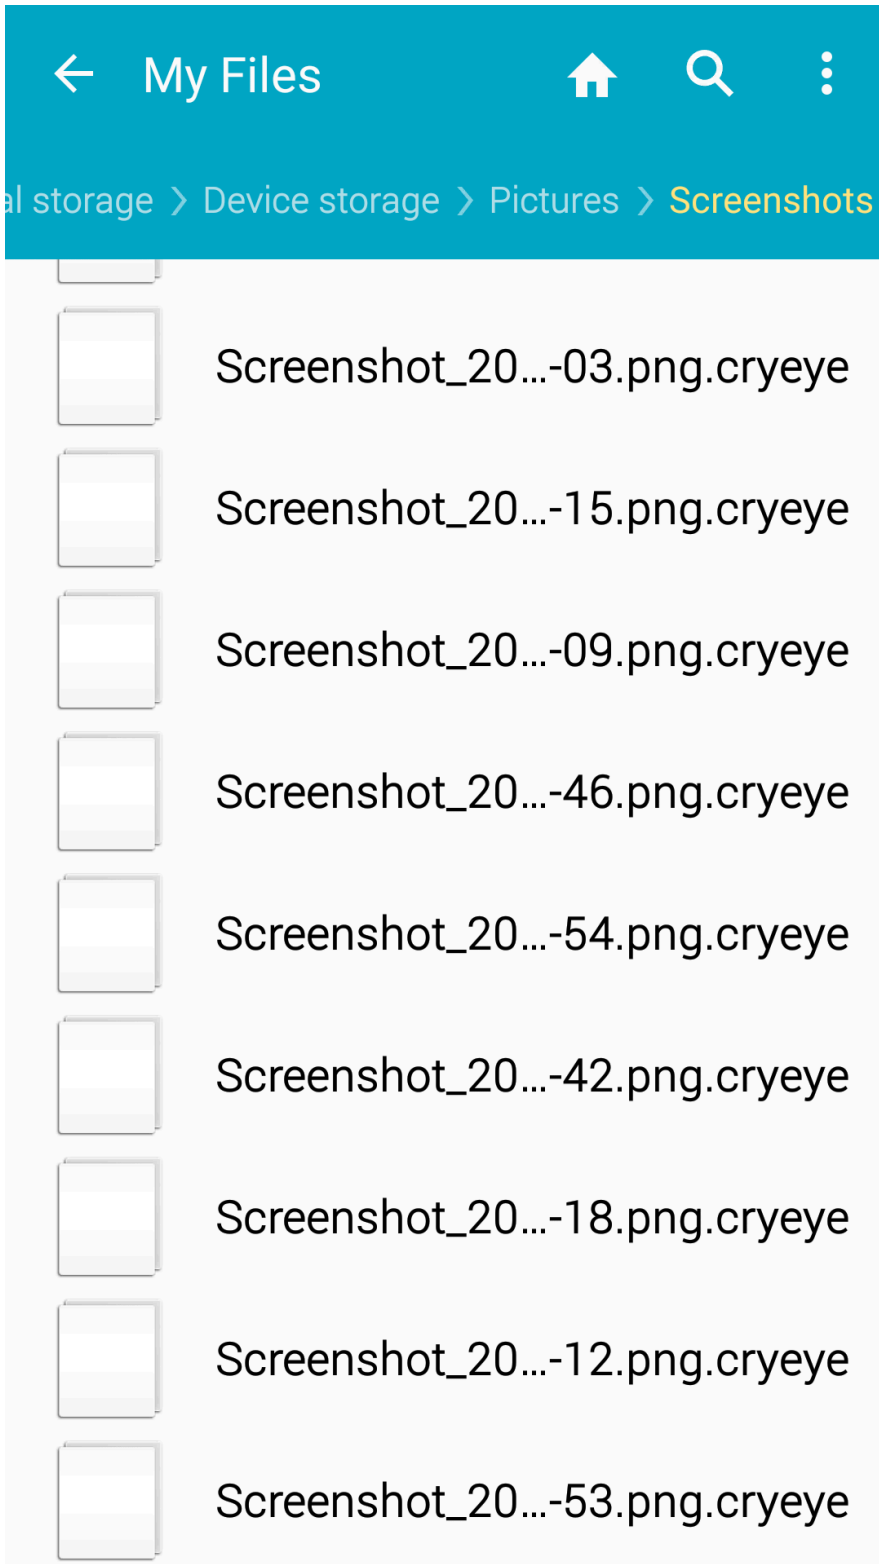 My Files
al storage > Device storage > Pictures > Screenshots
Screenshot_20...-03.png.cryeye
Screenshot_20...-15.png.cryeye
Screenshot_20...-09.png.cryeye
Screenshot_20...-46.png.cryeye
Screenshot_20...-54.png.cryeye
Screenshot_20...-42.png.cryeye
Screenshot_20...-18.png.cryeye
Screenshot_20...-12.png.cryeye
Screenshot_20...-53.png.cryeye